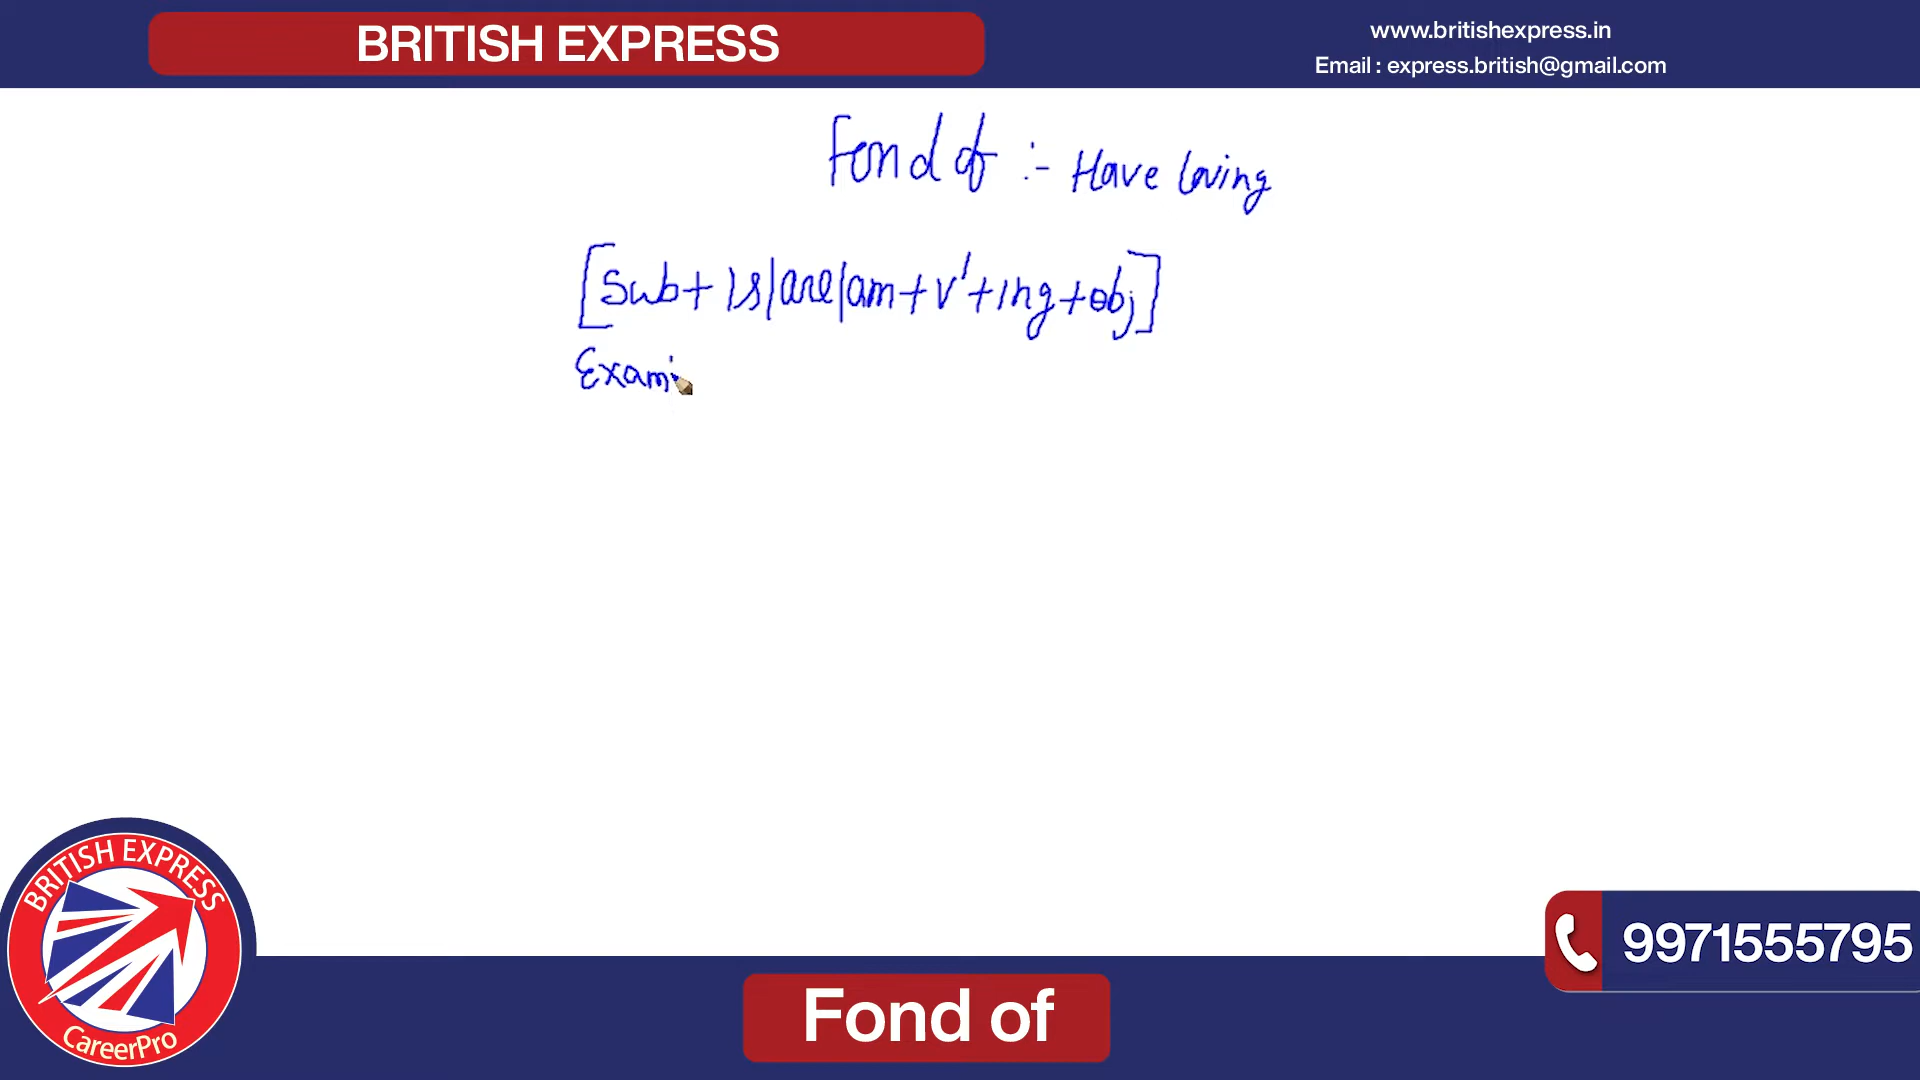 BRITISH EXPRESS
www.britishexpress.in
Email : express.british@gmail.com
Fond of :- Have loving
[Sub+Is|are|am+v'+ing+obj]
Exam
BRITISH EXPRESS
CareerPro
9971555795
Fond of